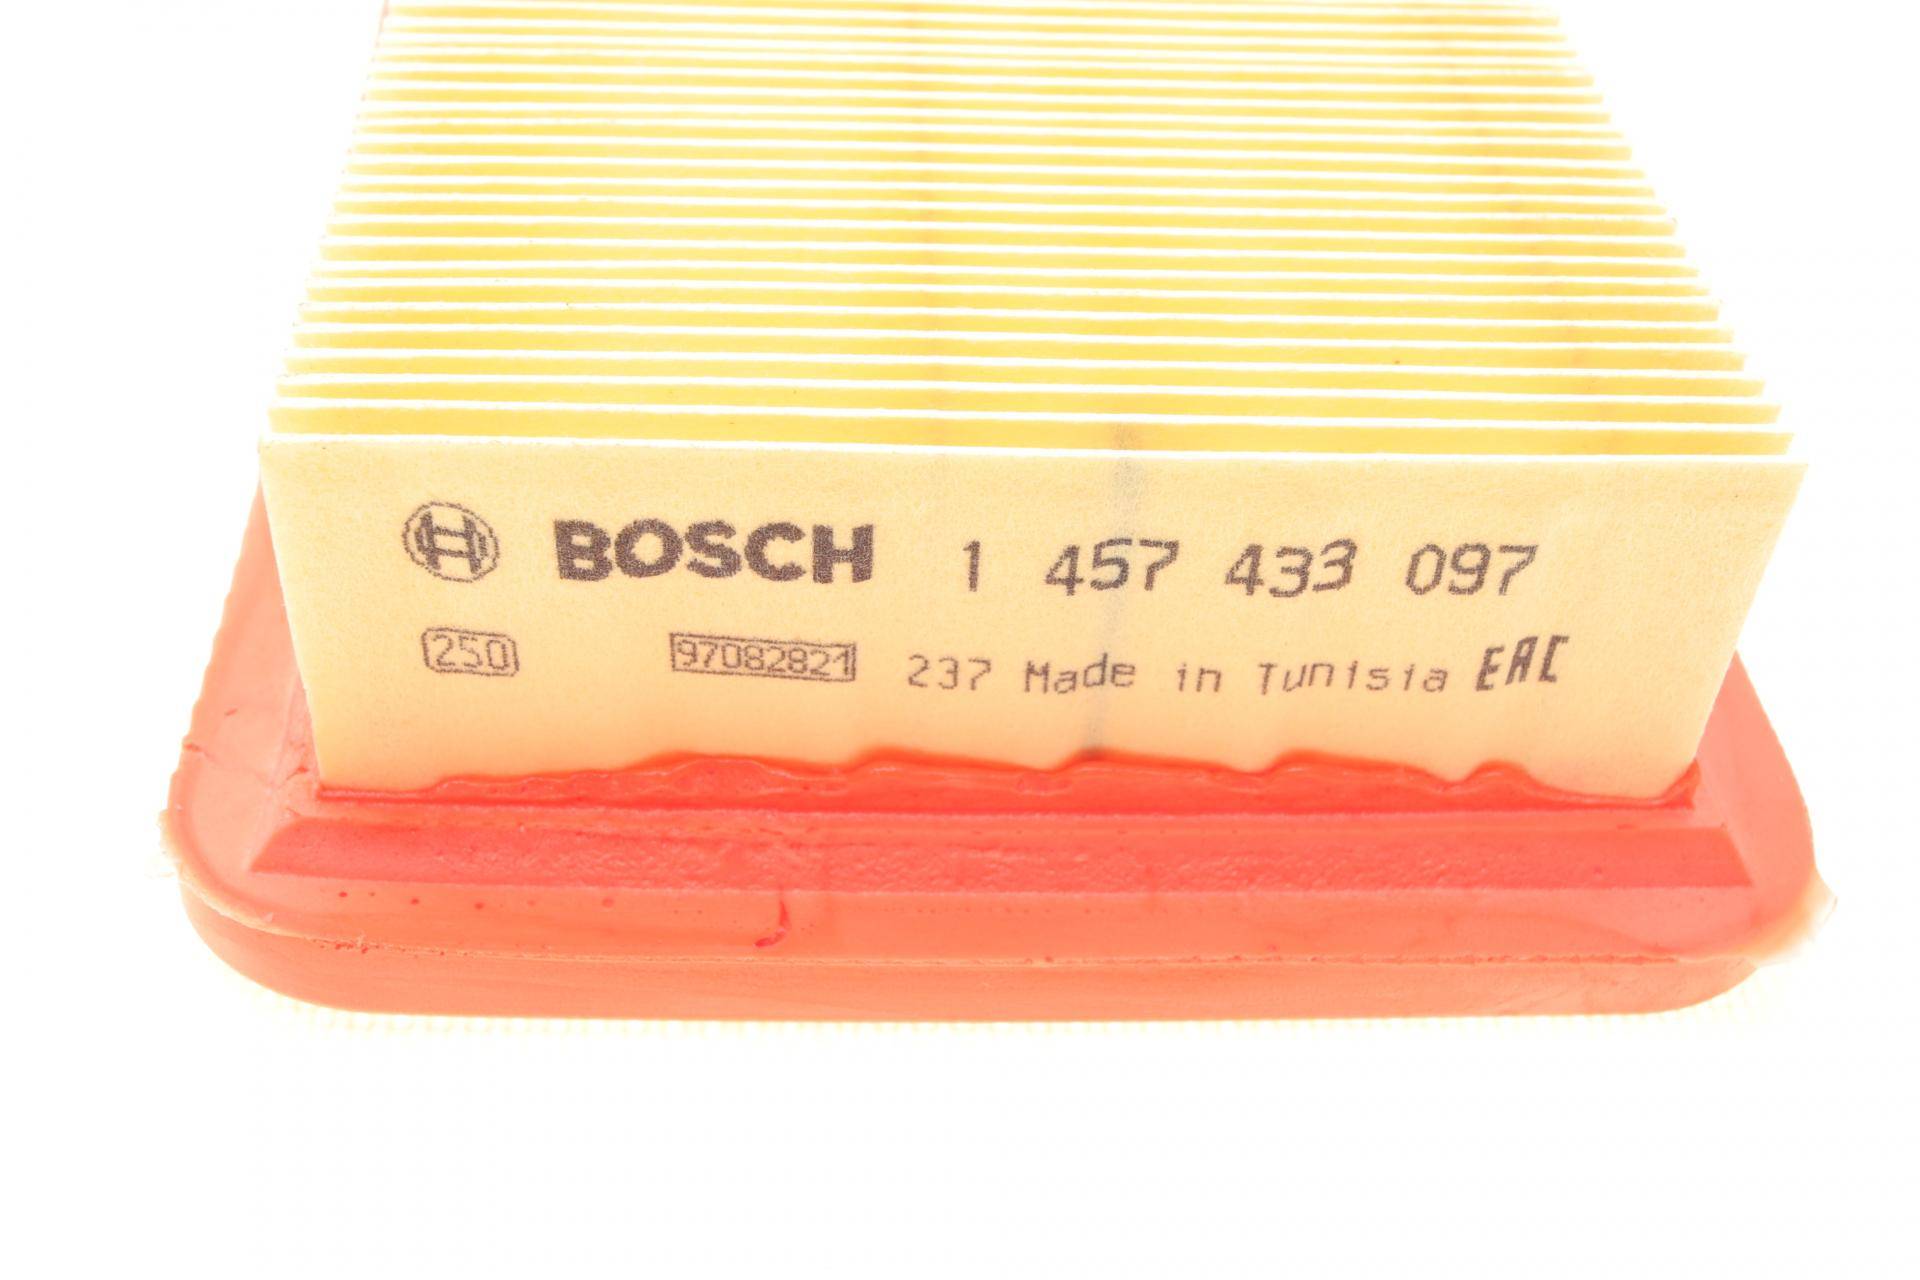 BOSCH 1 457 433 097
250 97082821 237 Made in Tunisia EAC